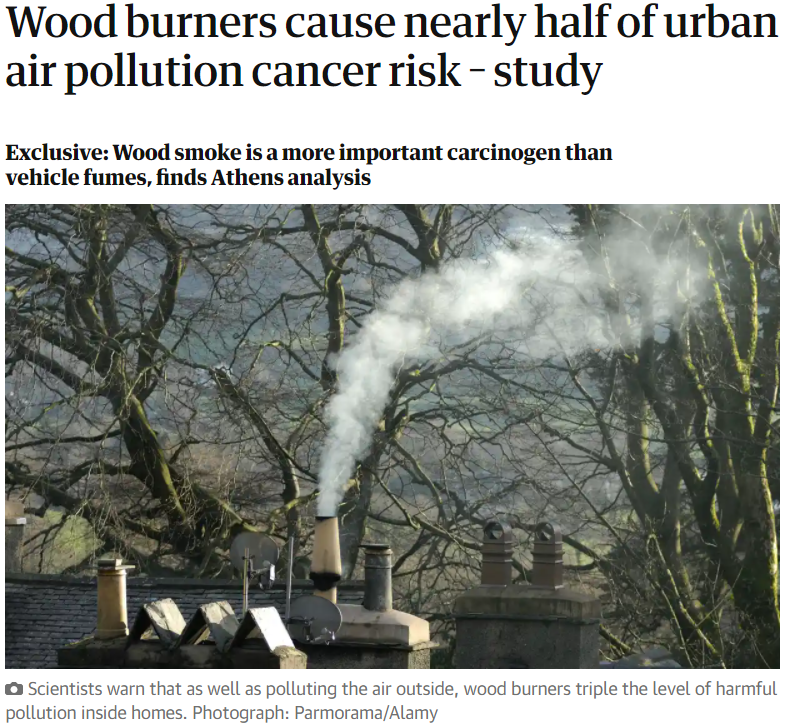 Wood burners cause nearly half of urban
air pollution cancer risk – study
Exclusive: Wood smoke is a more important carcinogen than
vehicle fumes, finds Athens analysis
Scientists warn that as well as polluting the air outside, wood burners triple the level of harmful
pollution inside homes. Photograph: Parmorama/Alamy